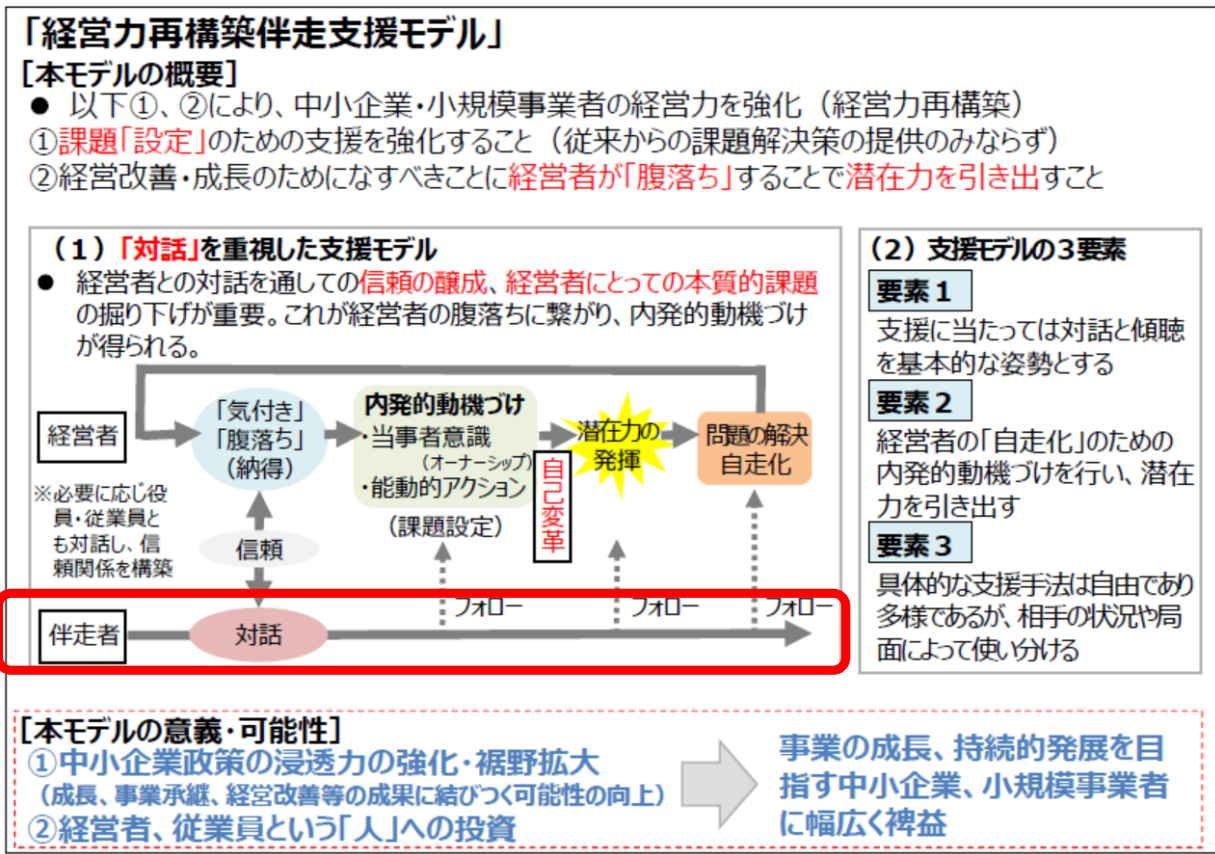 「経営力再構築伴走支援モデル」
[本モデルの概要]
● 以下①、②により、中小企業・小規模事業者の経営力を強化（経営力再構築）
①課題「設定」のための支援を強化すること（従来からの課題解決策の提供のみならず）
②経営改善・成長のためになすべきことに経営者が「腹落ち」することで潜在力を引き出すこと
（１）「対話」を重視した支援モデル
● 経営者との対話を通しての信頼の醸成、経営者にとっての本質的課題
の掘り下げが重要。これが経営者の腹落ちに繋がり、内発的動機づけ
が得られる。
経営者
※必要に応じ役
員・従業員と
も対話し、信
頼関係を構築
「気付き」
「腹落ち」
（納得）
内発的動機づけ
・当事者意識
（オーナーシップ）
・能動的アクション
（課題設定）
自己変革
潜在力の
発揮
問題の解決
自走化
信頼
フォロー
フォロー
フォロー
伴走者
対話
（２）支援モデルの３要素
要素１
支援に当たっては対話と傾聴
を基本的な姿勢とする
要素２
経営者の「自走化」のための
内発的動機づけを行い、潜在
力を引き出す
要素３
具体的な支援手法は自由であり
多様であるが、相手の状況や局
面によって使い分ける
[本モデルの意義・可能性]
①中小企業政策の浸透力の強化・裾野拡大
（成長、事業承継、経営改善等の成果に結びつく可能性の向上）
②経営者、従業員という「人」への投資
事業の成長、持続的発展を目
指す中小企業、小規模事業者
に幅広く裨益